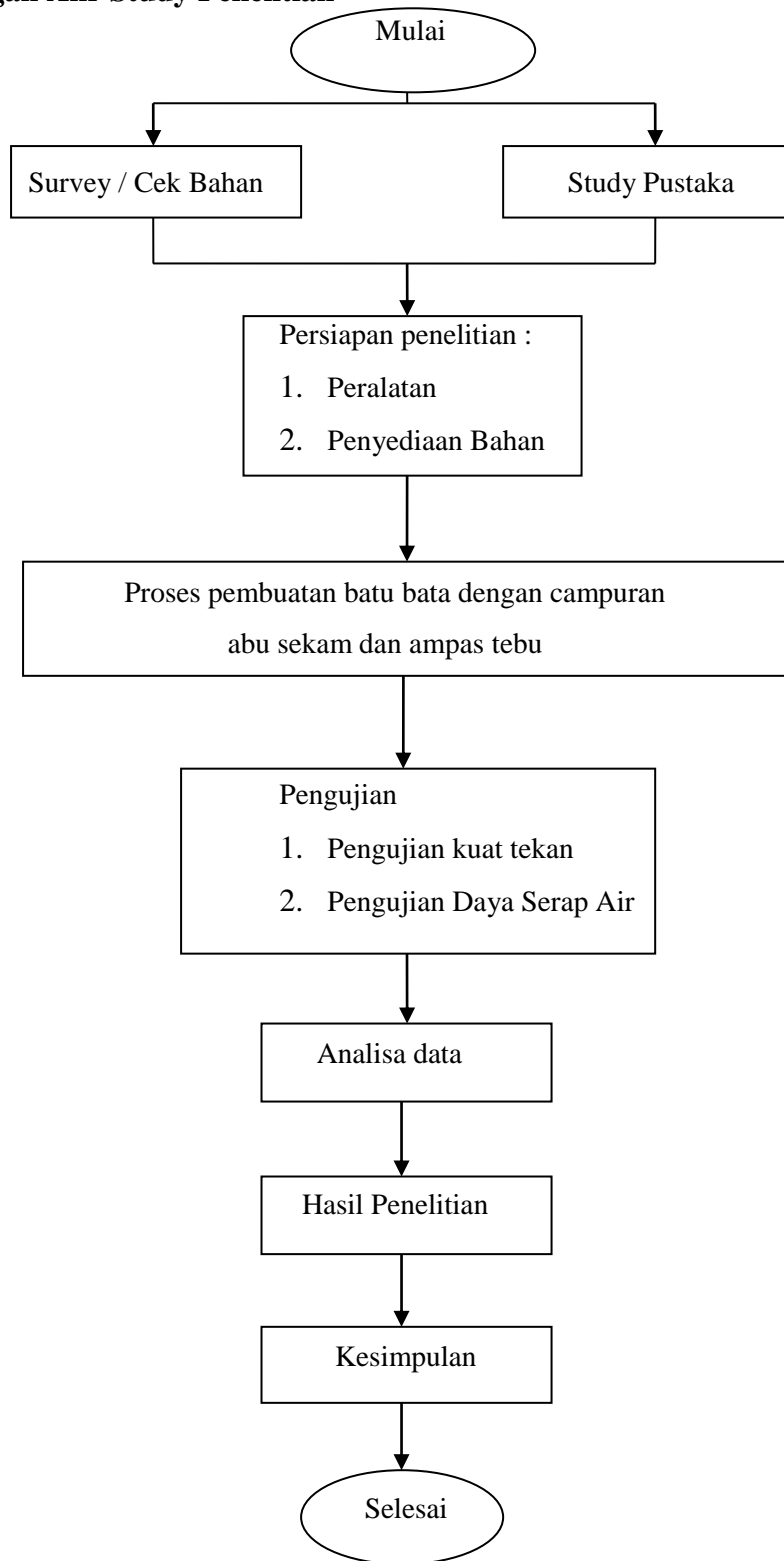 Mulai
Survey / Cek Bahan
Study Pustaka
Persiapan penelitian :
1. Peralatan
2. Penyediaan Bahan
Proses pembuatan batu bata dengan campuran
abu sekam dan ampas tebu
Pengujian
1. Pengujian kuat tekan
2. Pengujian Daya Serap Air
Analisa data
Hasil Penelitian
Kesimpulan
Selesai